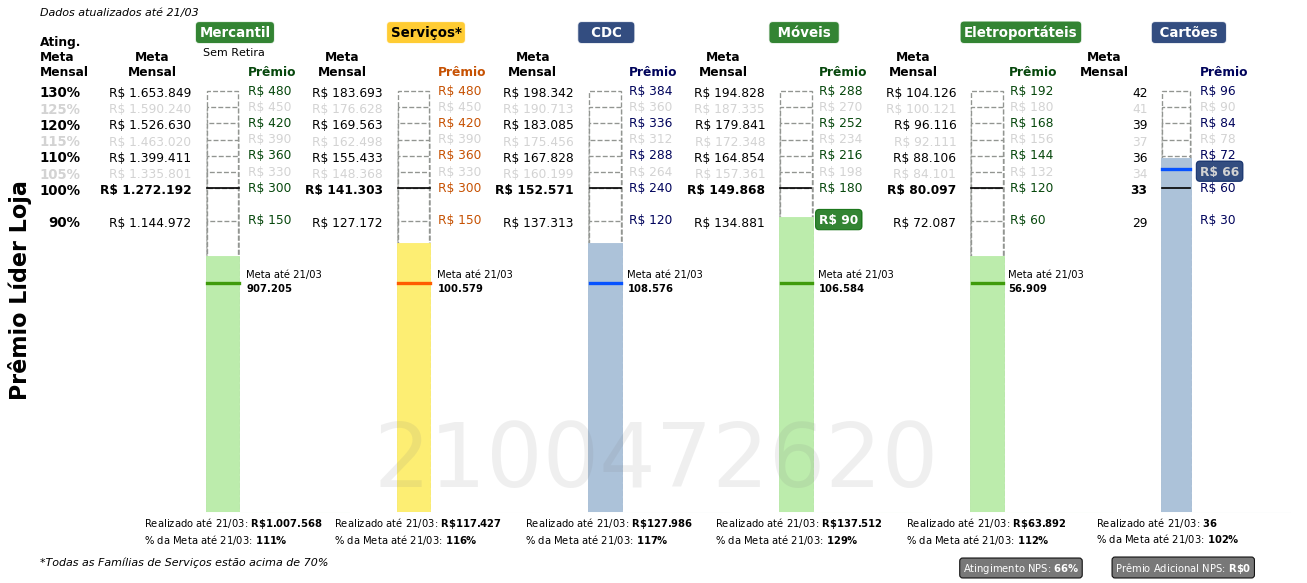 Dados atualizados até 21/03
Mercantil Serviços* CDC Móveis Eletroportáteis Cartões
Sem Retira
Ating. Meta Mensal Meta Mensal Prêmio Meta Mensal Prêmio Meta Mensal Prêmio Meta Mensal Prêmio Meta Mensal Prêmio Meta Mensal Prêmio
130% R$ 1.653.849 R$ 480 R$ 183.693 R$ 480 R$ 198.342 R$ 384 R$ 194.828 R$ 288 R$ 104.126 R$ 192 42 R$ 96
125% R$ 1.590.240 R$ 450 R$ 176.628 R$ 450 R$ 190.713 R$ 360 R$ 187.335 R$ 270 R$ 100.121 R$ 180 41 R$ 90
120% R$ 1.526.630 R$ 420 R$ 169.563 R$ 420 R$ 183.085 R$ 336 R$ 179.841 R$ 252 R$ 96.116 R$ 168 39 R$ 84
115% R$ 1.463.020 R$ 390 R$ 162.498 R$ 390 R$ 175.456 R$ 312 R$ 172.348 R$ 234 R$ 92.111 R$ 156 37 R$ 78
110% R$ 1.399.411 R$ 360 R$ 155.433 R$ 360 R$ 167.828 R$ 288 R$ 164.854 R$ 216 R$ 88.106 R$ 144 36 R$ 72
105% R$ 1.335.801 R$ 330 R$ 148.368 R$ 330 R$ 160.199 R$ 264 R$ 157.361 R$ 198 R$ 84.101 R$ 132 34 R$ 66
100% R$ 1.272.192 R$ 300 R$ 141.303 R$ 300 R$ 152.571 R$ 240 R$ 149.868 R$ 180 R$ 80.097 R$ 120 33 R$ 60
90% R$ 1.144.972 R$ 150 R$ 127.172 R$ 150 R$ 137.313 R$ 120 R$ 134.881 R$ 90 R$ 72.087 R$ 60 29 R$ 30
Prêmio Líder Loja
Meta até 21/03 Meta até 21/03 Meta até 21/03 Meta até 21/03 Meta até 21/03
907.205 100.579 108.576 106.584 56.909
2100472620
Realizado até 21/03: R$1.007.568 Realizado até 21/03: R$117.427 Realizado até 21/03: R$127.986 Realizado até 21/03: R$137.512 Realizado até 21/03: R$63.892 Realizado até 21/03: 36
% da Meta até 21/03: 111% % da Meta até 21/03: 116% % da Meta até 21/03: 117% % da Meta até 21/03: 129% % da Meta até 21/03: 112% % da Meta até 21/03: 102%
*Todas as Famílias de Serviços estão acima de 70% Atingimento NPS: 66% Prêmio Adicional NPS: R$0